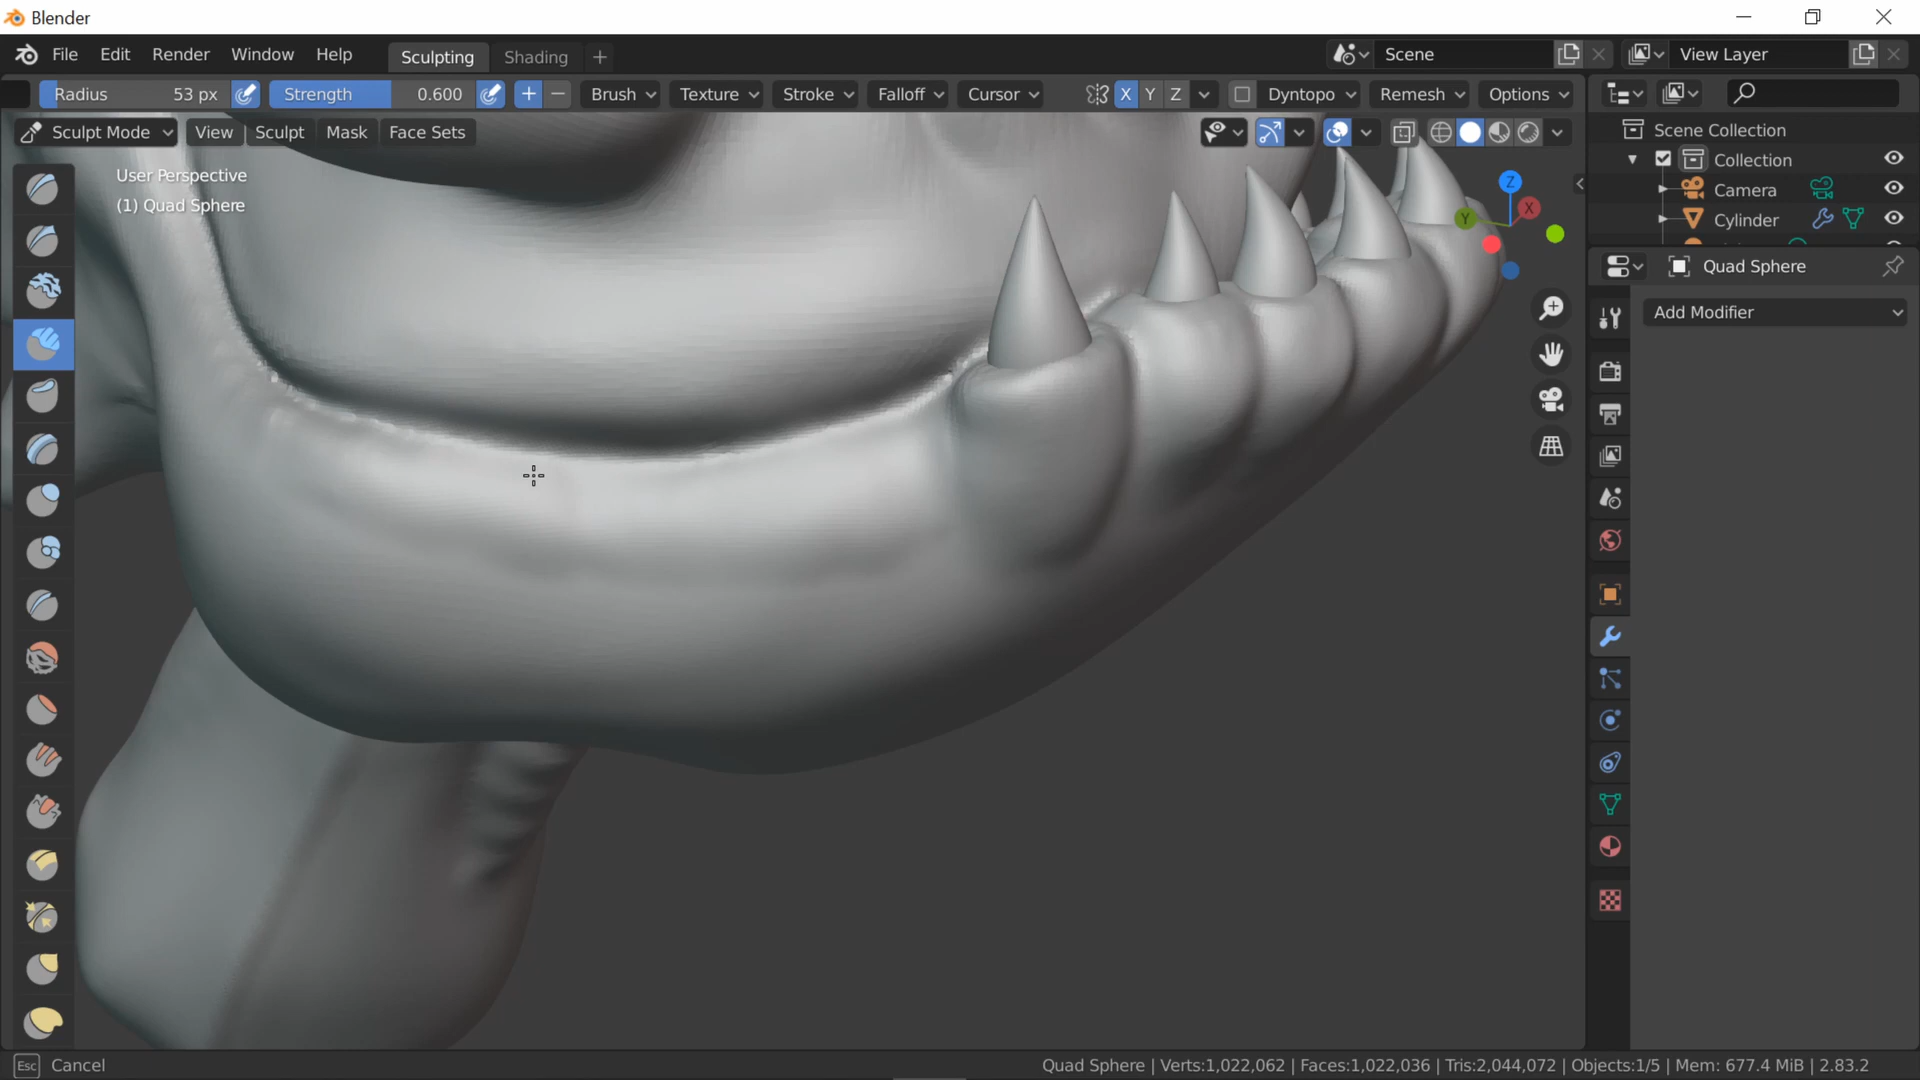 Blender
File Edit Render Window Help Sculpting Shading + Scene View Layer
Radius 53 px Strength 0.600 Brush Texture Stroke Falloff Cursor X Y Z Dyntopo Remesh Options
Sculpt Mode View Sculpt Mask Face Sets
User Perspective
(1) Quad Sphere
Z
X
Y
Scene Collection
Collection
Camera
Cylinder
Quad Sphere
Add Modifier
Esc Cancel
Quad Sphere | Verts:1,022,062 | Faces:1,022,036 | Tris:2,044,072 | Objects:1/5 | Mem: 677.4 MiB | 2.83.2